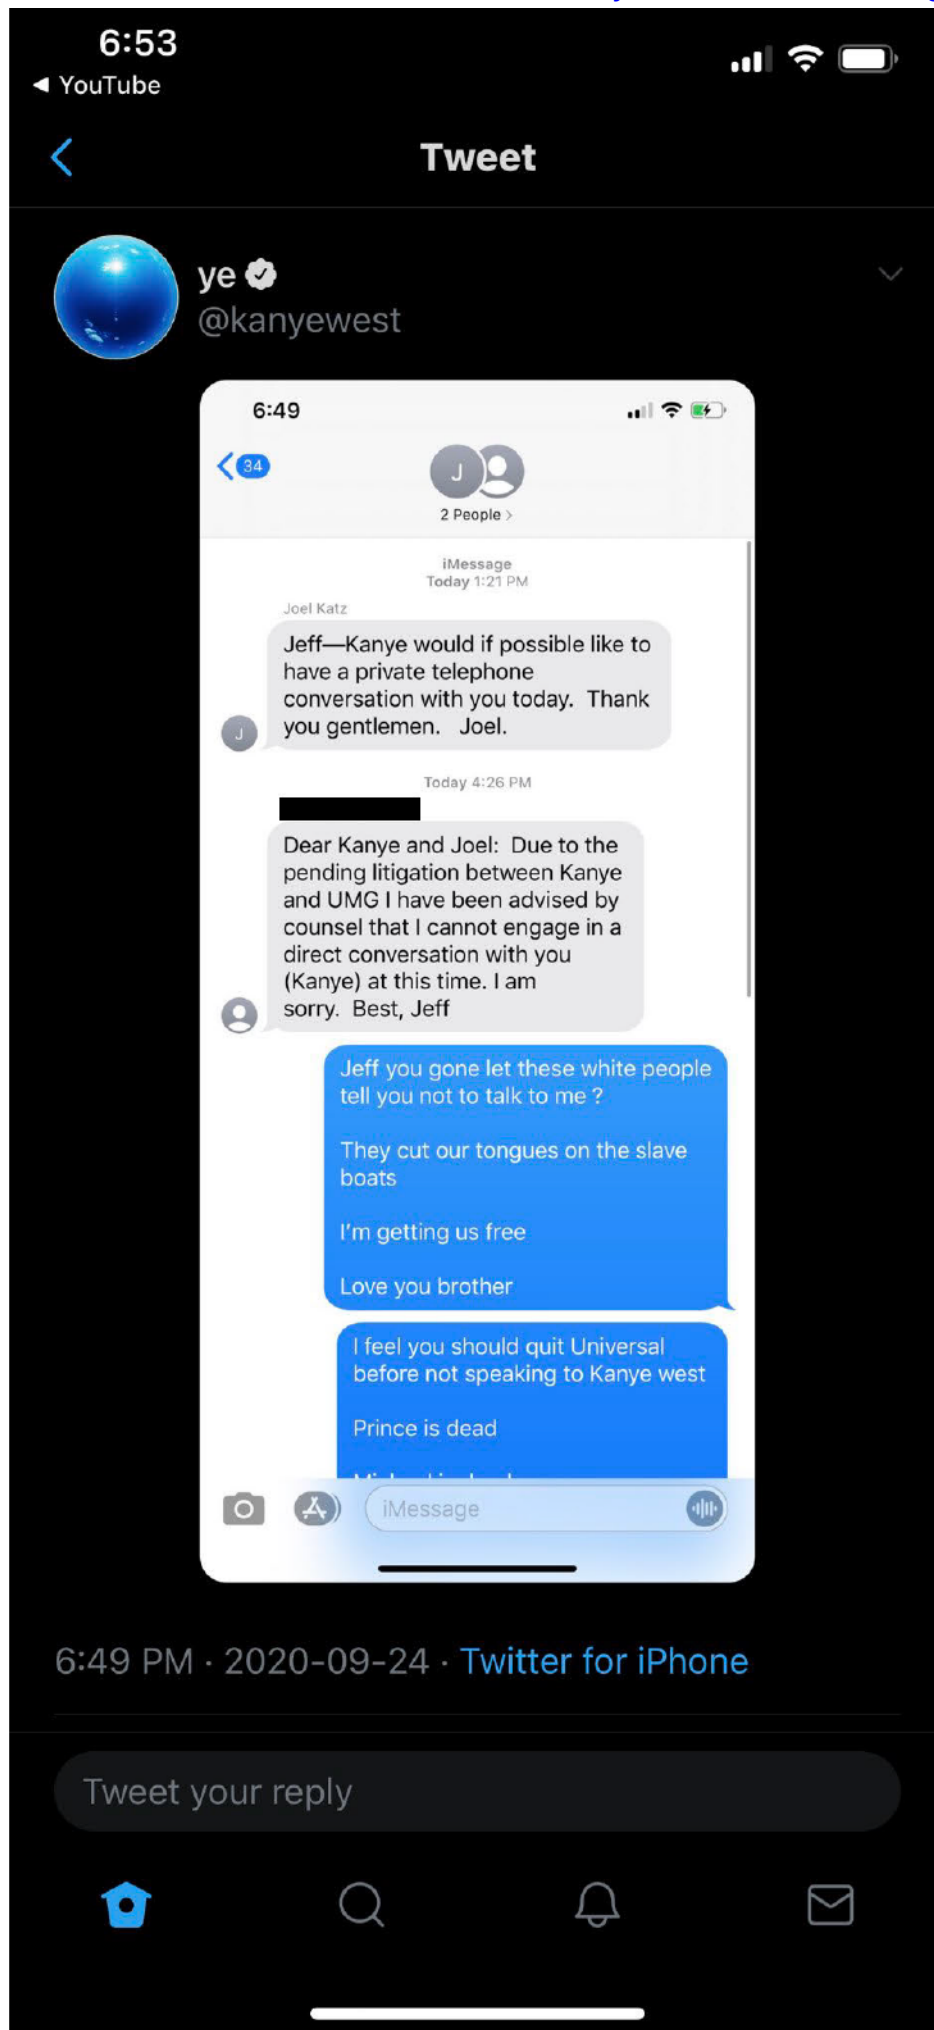 6:53
◀ YouTube
Tweet
ye
@kanyewest
6:49
34
J
2 People >
iMessage
Today 1:21 PM
Joel Katz
Jeff—Kanye would if possible like to
have a private telephone
conversation with you today.  Thank
you gentlemen.   Joel.
J
Today 4:26 PM
Dear Kanye and Joel:  Due to the
pending litigation between Kanye
and UMG I have been advised by
counsel that I cannot engage in a
direct conversation with you
(Kanye) at this time. I am
sorry.  Best, Jeff
Jeff you gone let these white people
tell you not to talk to me ?
They cut our tongues on the slave
boats
I'm getting us free
Love you brother
I feel you should quit Universal
before not speaking to Kanye west
Prince is dead
iMessage
6:49 PM · 2020-09-24 · Twitter for iPhone
Tweet your reply